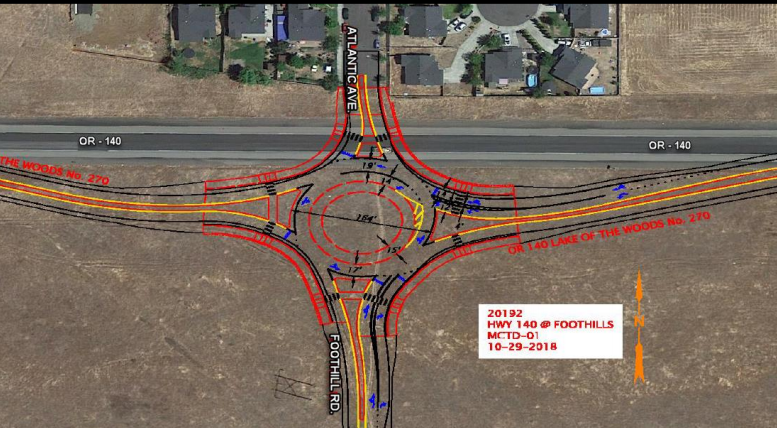 ATLANTIC AVE.
OR - 140
OR - 140
THE WOODS No. 270
19'
184'
15'
17'
OR 140 LAKE OF THE WOODS No. 270
20192
HWY 140 @ FOOTHILLS
MCTD-01
10-29-2018
N
FOOTHILL RD.